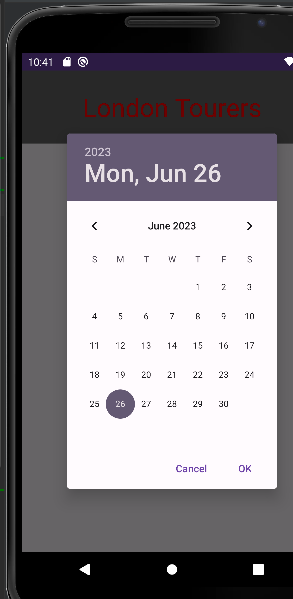 10:41
London Tourers
2023
Mon, Jun 26
June 2023
S M T W T F S
1 2 3
4 5 6 7 8 9 10
11 12 13 14 15 16 17
18 19 20 21 22 23 24
25 26 27 28 29 30
Cancel OK